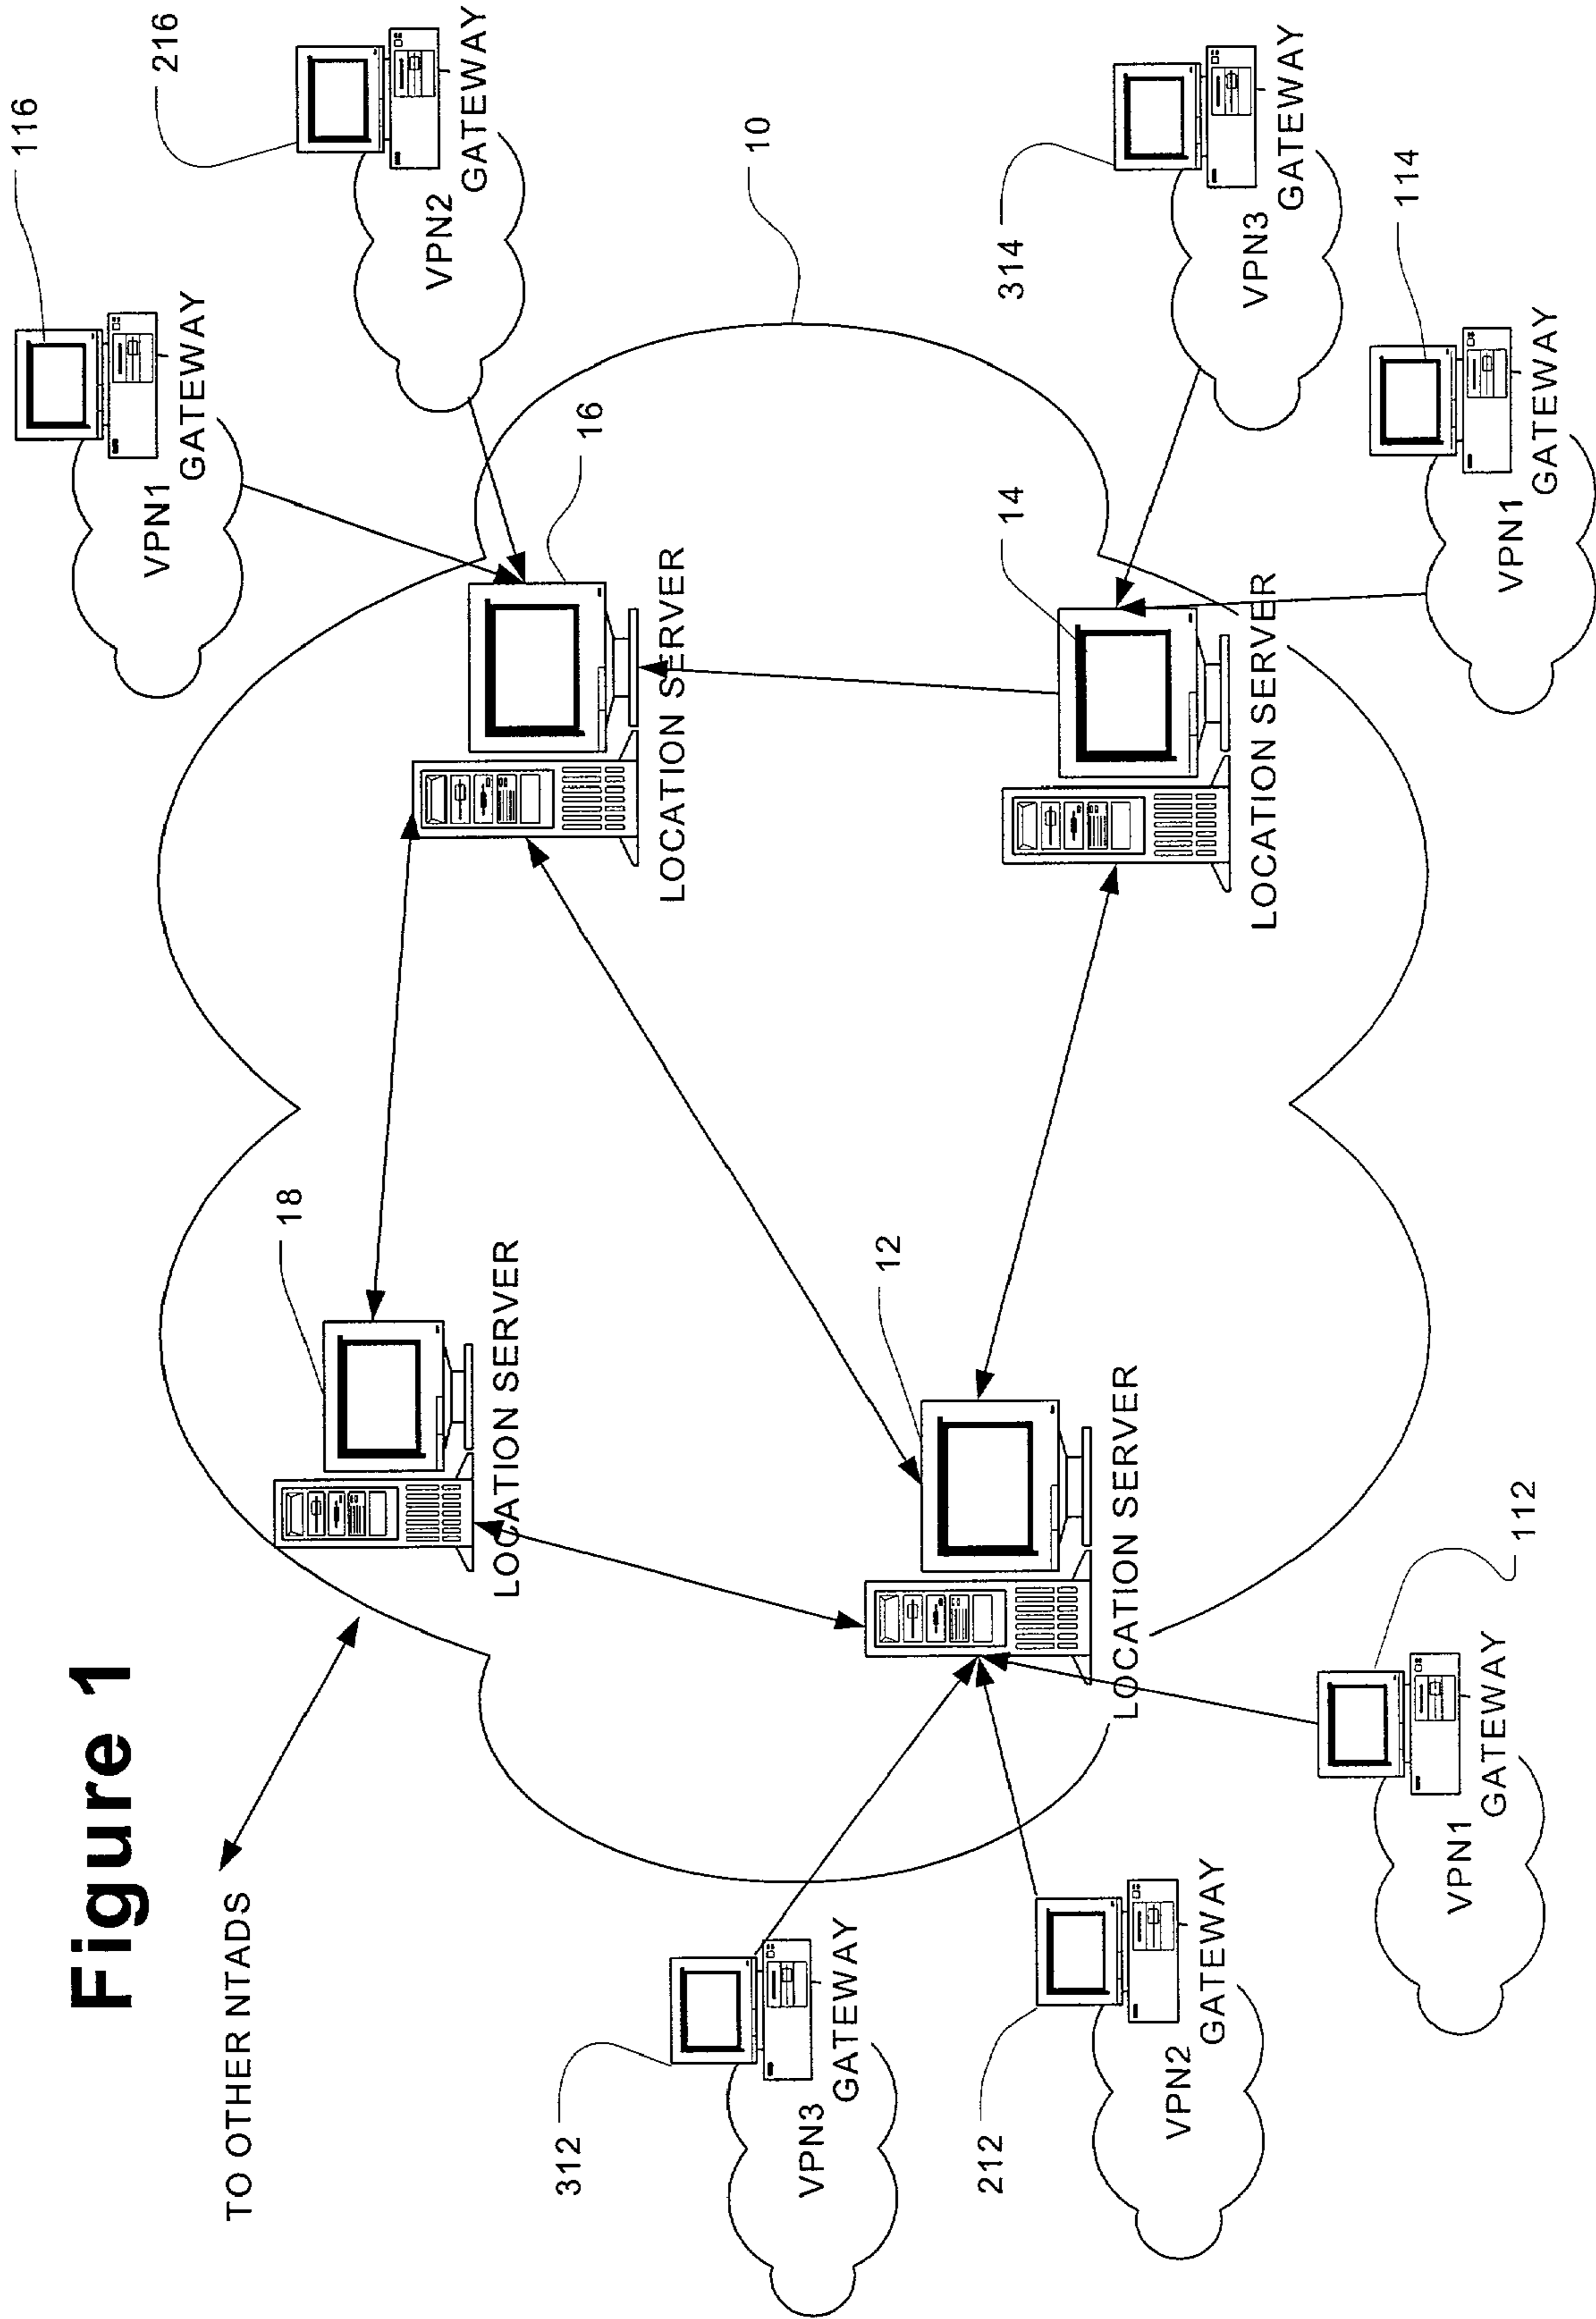 Figure 1
TO OTHER NTADS
18
LOCATION SERVER
116
VPN1
GATEWAY
216
VPN2
GATEWAY
16
LOCATION SERVER
10
312
VPN3
GATEWAY
12
LOCATION SERVER
14
LOCATION SERVER
314
VPN3
GATEWAY
212
VPN2
GATEWAY
112
VPN1
GATEWAY
114
VPN1
GATEWAY